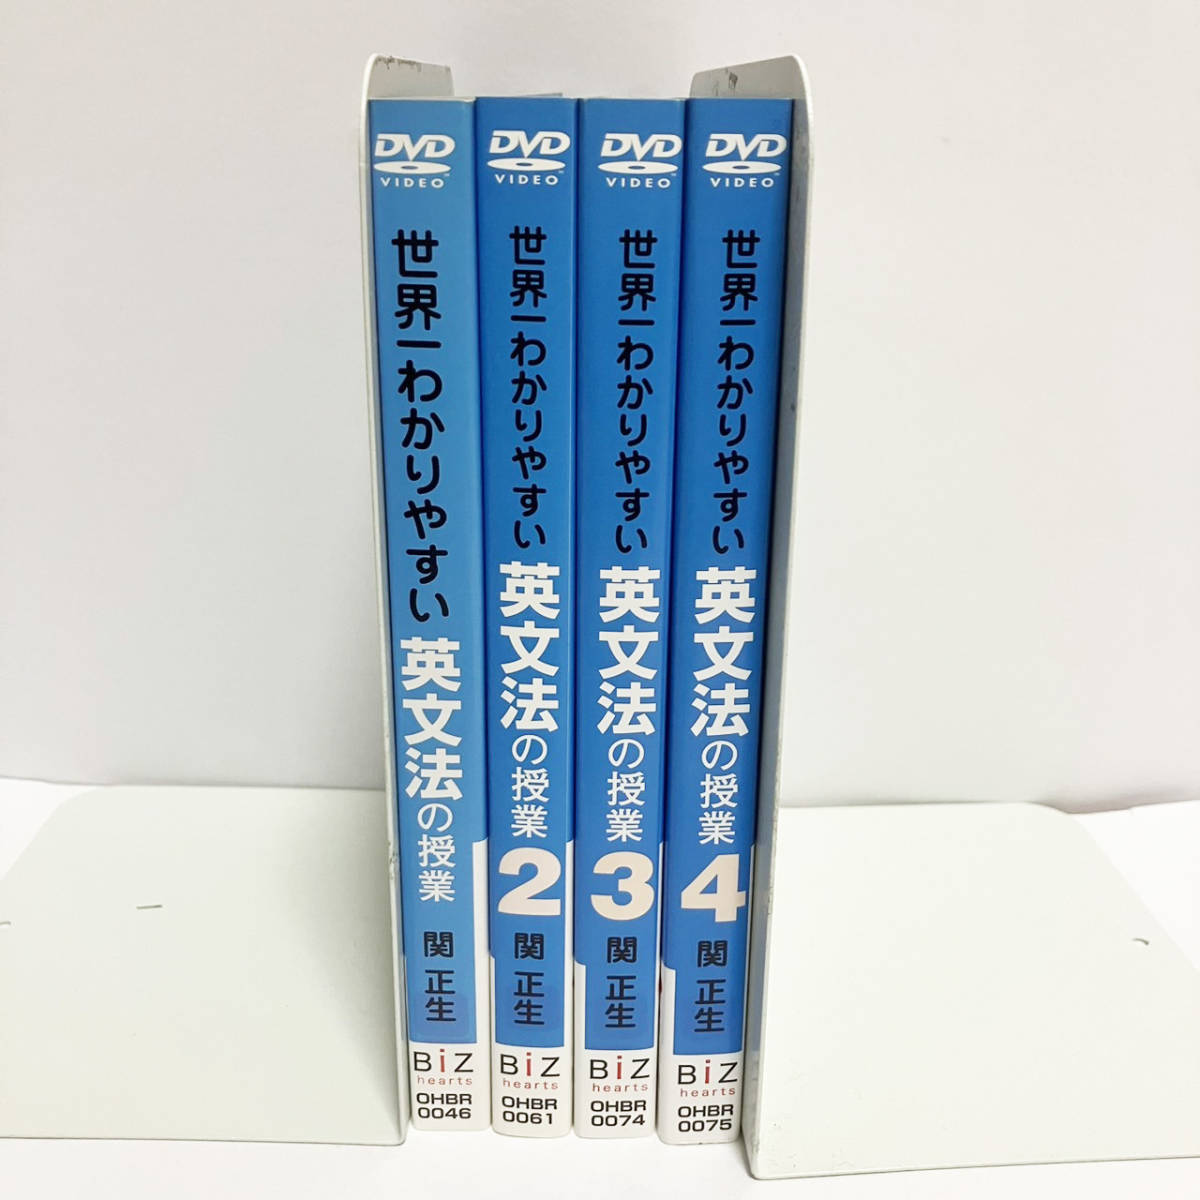 DVD
VIDEO
世界一わかりやすい
英文法の授業
関 正生
BiZ
hearts
OHBR
0046
DVD
VIDEO
世界一わかりやすい
英文法の授業
2
関 正生
BiZ
hearts
OHBR
0061
DVD
VIDEO
世界一わかりやすい
英文法の授業
3
関 正生
BiZ
hearts
OHBR
0074
DVD
VIDEO
世界一わかりやすい
英文法の授業
4
関 正生
BiZ
hearts
OHBR
0075